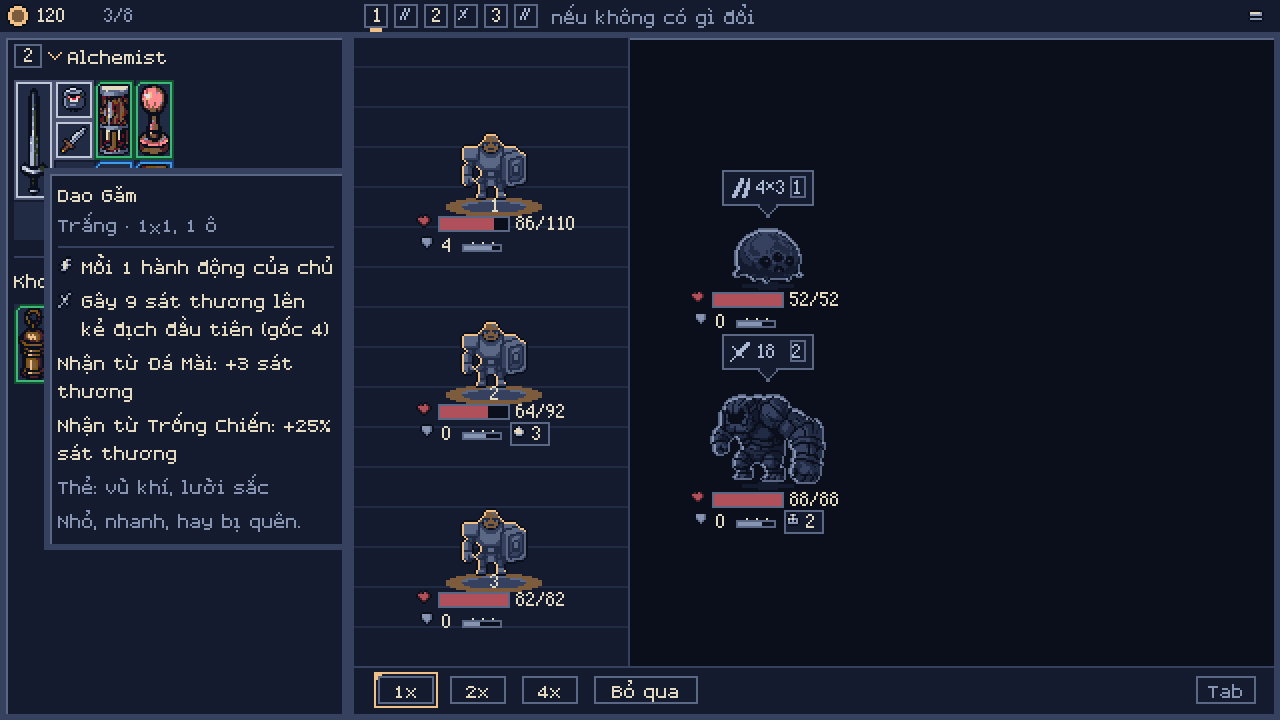 120 3/8
1 2 3 nếu không có gì đổi
2 Alchemist
Dao Găm
Trắng · 1x1, 1 ô
Mỗi 1 hành động của chủ
Gây 9 sát thương lên
kẻ địch đầu tiên (gốc 4)
Nhận từ Đá Mài: +3 sát
thương
Nhận từ Trống Chiến: +25%
sát thương
Thẻ: vũ khí, lưỡi sắc
Nhỏ, nhanh, hay bị quên.
1
86/110
4
2
64/92
0 3
3
82/82
0
4×3 1
52/52
0
18 2
88/88
0 2
1x 2x 4x Bỏ qua Tab